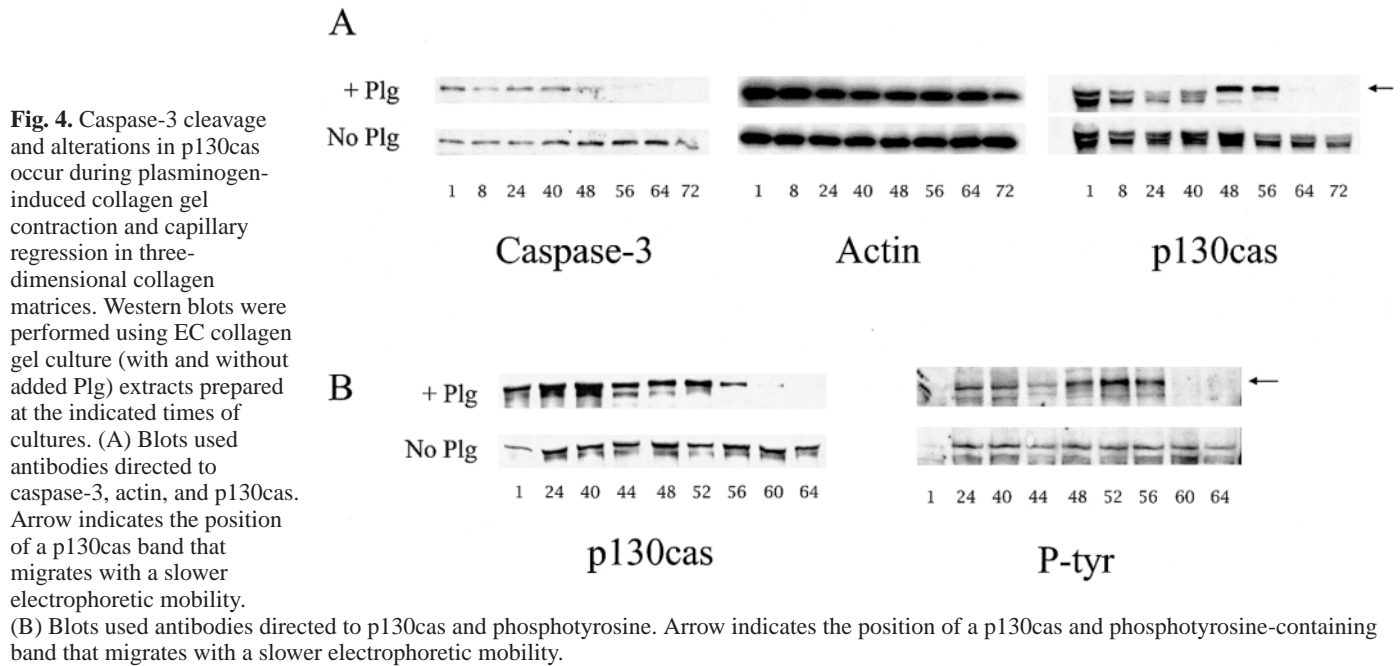 A
+ Plg
No Plg
1 8 24 40 48 56 64 72
1 8 24 40 48 56 64 72
1 8 24 40 48 56 64 72
Caspase-3
Actin
p130cas
B
+ Plg
No Plg
1 24 40 44 48 52 56 60 64
1 24 40 44 48 52 56 60 64
p130cas
P-tyr
Fig. 4. Caspase-3 cleavage
and alterations in p130cas
occur during plasminogen-
induced collagen gel
contraction and capillary
regression in three-
dimensional collagen
matrices. Western blots were
performed using EC collagen
gel culture (with and without
added Plg) extracts prepared
at the indicated times of
cultures. (A) Blots used
antibodies directed to
caspase-3, actin, and p130cas.
Arrow indicates the position
of a p130cas band that
migrates with a slower
electrophoretic mobility.
(B) Blots used antibodies directed to p130cas and phosphotyrosine. Arrow indicates the position of a p130cas and phosphotyrosine-containing
band that migrates with a slower electrophoretic mobility.